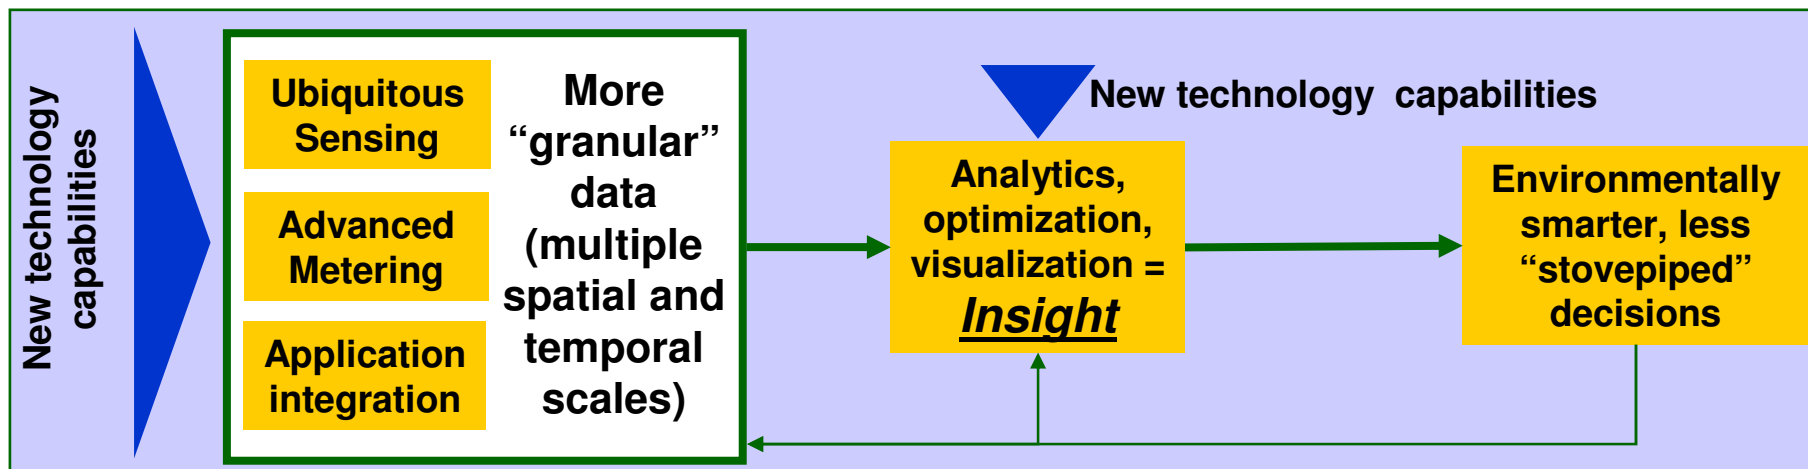 New technology
capabilities
Ubiquitous
Sensing
Advanced
Metering
Application
integration
More
“granular”
data
(multiple
spatial and
temporal
scales)
New technology  capabilities
Analytics,
optimization,
visualization =
Insight
Environmentally
smarter, less
“stovepiped”
decisions